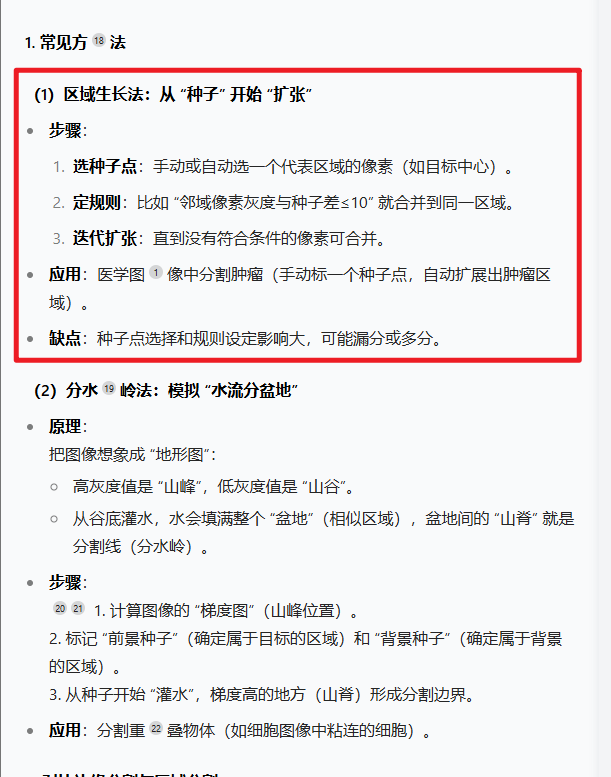 1. 常见方 18 法
（1）区域生长法：从 “种子” 开始 “扩张”
步骤：
1. 选种子点：手动或自动选一个代表区域的像素（如目标中心）。
2. 定规则：比如 “邻域像素灰度与种子差≤10” 就合并到同一区域。
3. 迭代扩张：直到没有符合条件的像素可合并。
应用：医学图 1 像中分割肿瘤（手动标一个种子点，自动扩展出肿瘤区
域）。
缺点：种子点选择和规则设定影响大，可能漏分或多分。
（2）分水 19 岭法：模拟 “水流分盆地”
原理：
把图像想象成 “地形图”：
高灰度值是 “山峰”，低灰度值是 “山谷”。
从谷底灌水，水会填满整个 “盆地”（相似区域），盆地间的 “山脊” 就是
分割线（分水岭）。
步骤：
20 21 1. 计算图像的 “梯度图”（山峰位置）。
2. 标记 “前景种子”（确定属于目标的区域）和 “背景种子”（确定属于背景
的区域）。
3. 从种子开始 “灌水”，梯度高的地方（山脊）形成分割边界。
应用：分割重 22 叠物体（如细胞图像中粘连的细胞）。